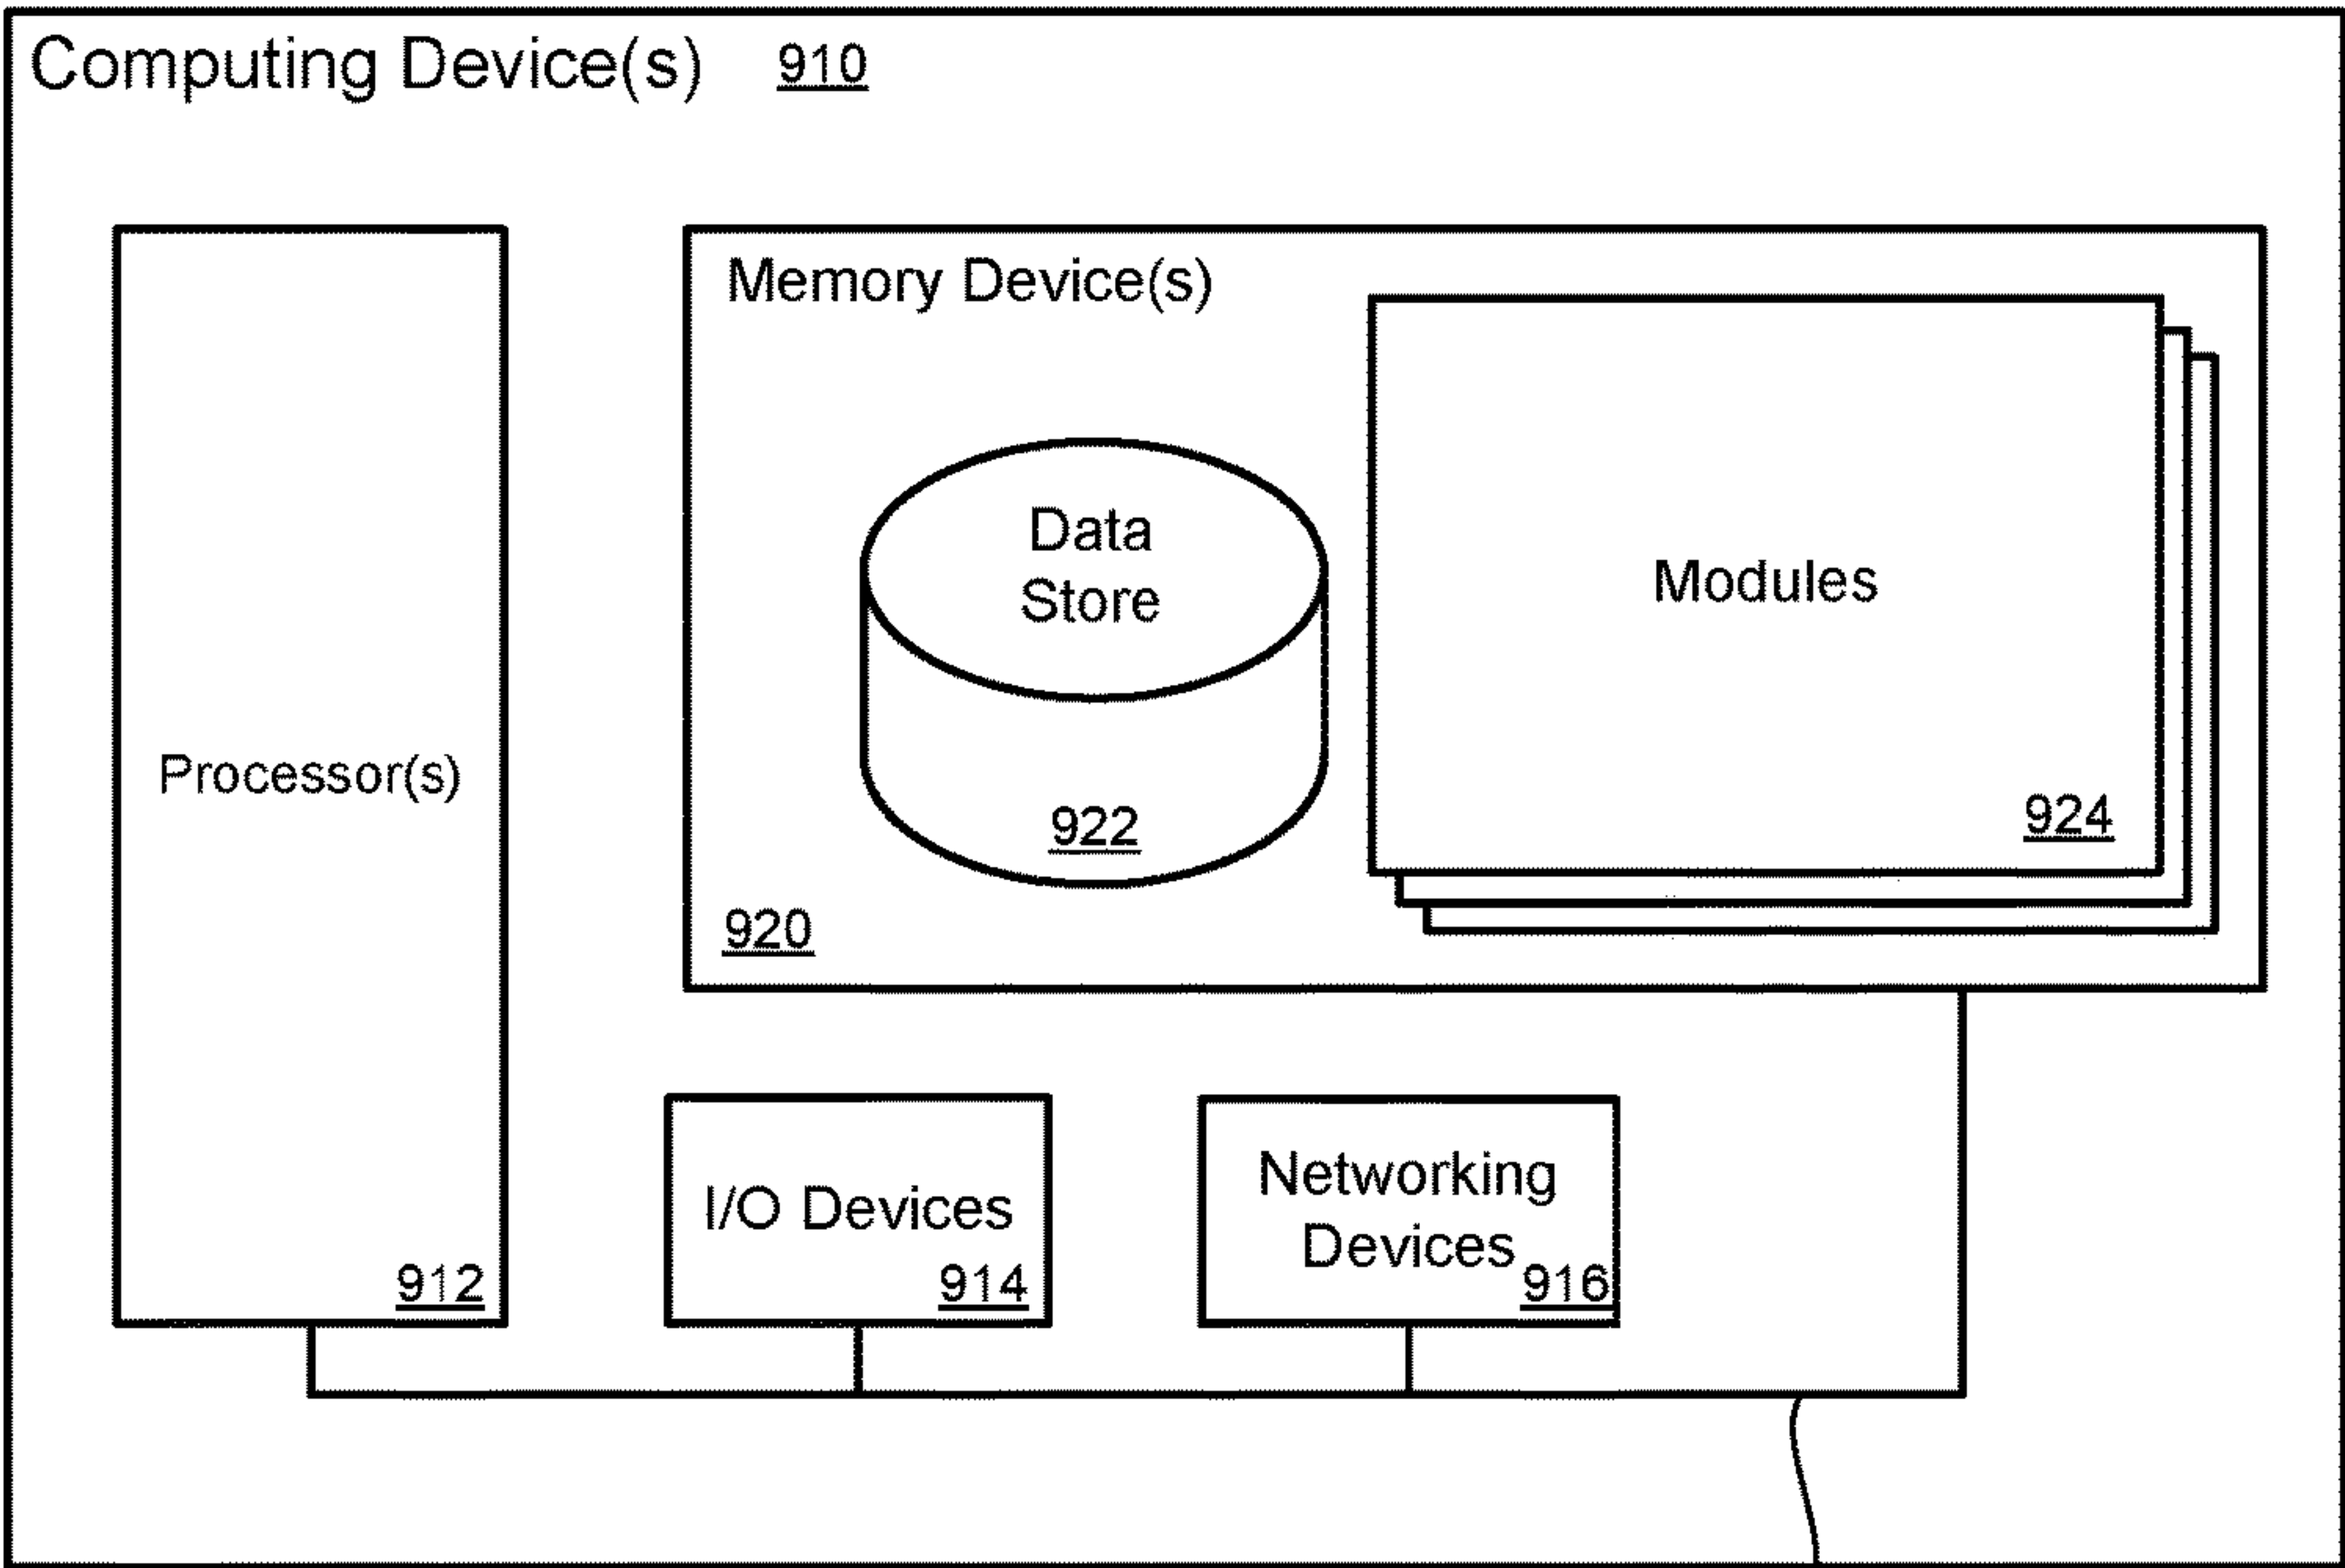 Computing Device(s) 910
Memory Device(s)
Data
Store
Modules
Processor(s)
922
924
920
I/O Devices
Networking
Devices
912
914
916